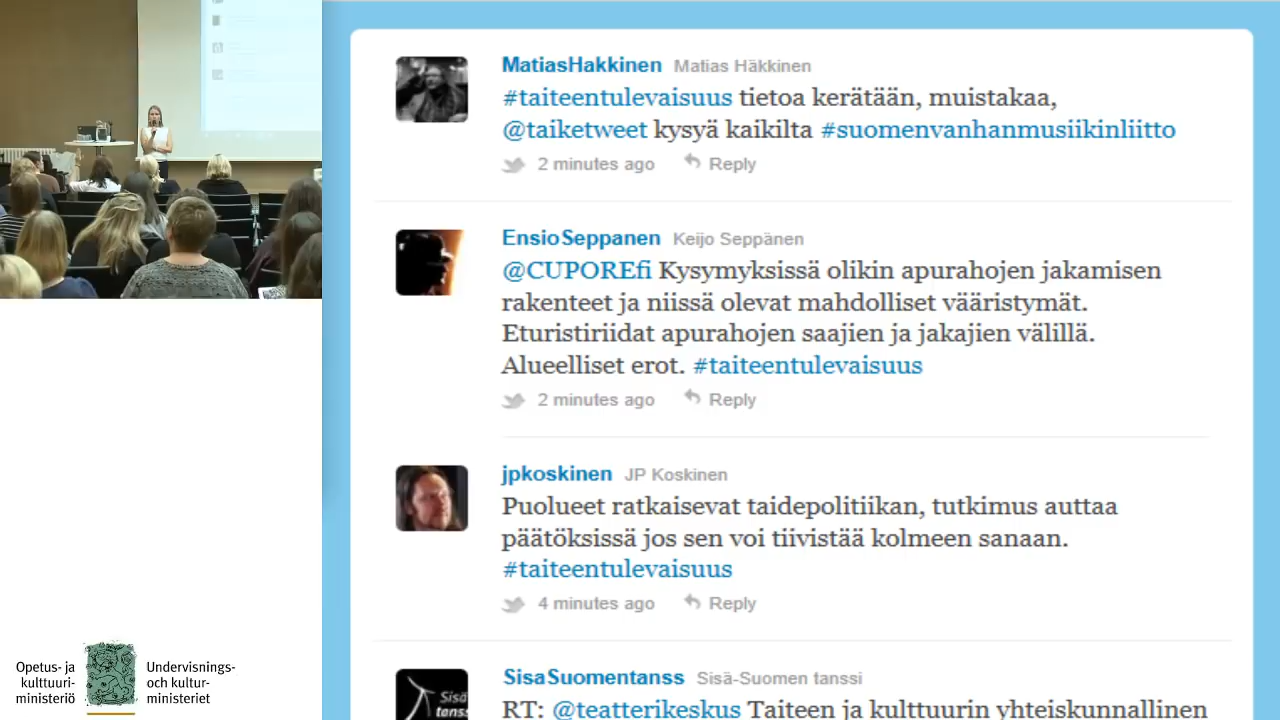 MatiasHakkinen Matias Häkkinen
#taiteentulevaisuus tietoa kerätään, muistakaa,
@taiketweet kysyä kaikilta #suomenvanhanmusiikinliitto
2 minutes ago Reply
EnsioSeppanen Keijo Seppänen
@CUPOREfi Kysymyksissä olikin apurahojen jakamisen
rakenteet ja niissä olevat mahdolliset vääristymät.
Eturistiriidat apurahojen saajien ja jakajien välillä.
Alueelliset erot. #taiteentulevaisuus
2 minutes ago Reply
jpkoskinen JP Koskinen
Puolueet ratkaisevat taidepolitiikan, tutkimus auttaa
päätöksissä jos sen voi tiivistää kolmeen sanaan.
#taiteentulevaisuus
4 minutes ago Reply
SisaSuomentanss Sisä-Suomen tanssi
RT: @teatterikeskus Taiteen ja kulttuurin yhteiskunnallinen
Sisä
tanss
Opetus- ja
kulttuuri-
ministeriö
Undervisnings-
och kultur-
ministeriet